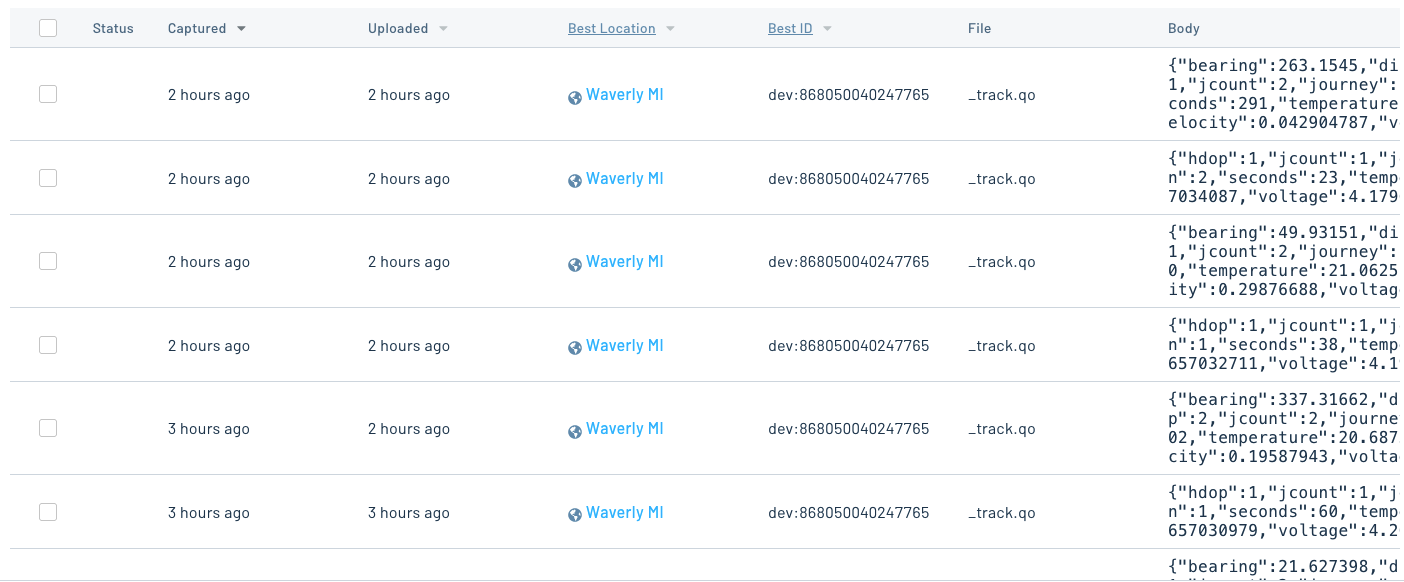 Status Captured Uploaded Best Location Best ID File Body
2 hours ago 2 hours ago Waverly MI dev:868050040247765 _track.qo
{"bearing":263.1545,"di
1,"jcount":2,"journey":
conds":291,"temperature
elocity":0.042904787,"v
2 hours ago 2 hours ago Waverly MI dev:868050040247765 _track.qo
{"hdop":1,"jcount":1,"j
n":2,"seconds":23,"temp
7034087,"voltage":4.179
2 hours ago 2 hours ago Waverly MI dev:868050040247765 _track.qo
{"bearing":49.93151,"di
1,"jcount":2,"journey":
0,"temperature":21.0625
ity":0.29876688,"voltag
2 hours ago 2 hours ago Waverly MI dev:868050040247765 _track.qo
{"hdop":1,"jcount":1,"j
n":1,"seconds":38,"temp
657032711,"voltage":4.1
3 hours ago 2 hours ago Waverly MI dev:868050040247765 _track.qo
{"bearing":337.31662,"d
p":2,"jcount":2,"journe
02,"temperature":20.687
city":0.19587943,"volta
3 hours ago 3 hours ago Waverly MI dev:868050040247765 _track.qo
{"hdop":1,"jcount":1,"j
n":1,"seconds":60,"temp
657030979,"voltage":4.2
{"bearing":21.627398,"d